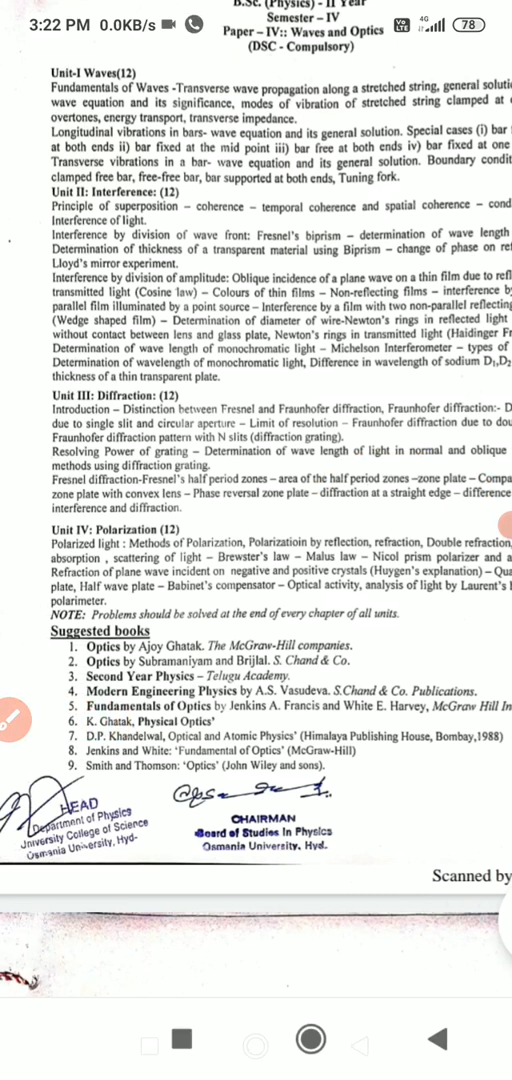 B.Sc. (Physics) - II Year
3:22 PM 0.0KB/s Vo LTE 4G 78
Semester – IV
Paper – IV:: Waves and Optics
(DSC - Compulsory)
Unit-I Waves(12)
Fundamentals of Waves -Transverse wave propagation along a stretched string, general soluti
wave equation and its significance, modes of vibration of stretched string clamped at
overtones, energy transport, transverse impedance.
Longitudinal vibrations in bars- wave equation and its general solution. Special cases (i) bar
at both ends ii) bar fixed at the mid point iii) bar free at both ends iv) bar fixed at one
Transverse vibrations in a bar- wave equation and its general solution. Boundary condit
clamped free bar, free-free bar, bar supported at both ends, Tuning fork.
Unit II: Interference: (12)
Principle of superposition – coherence – temporal coherence and spatial coherence – cond
Interference of light.
Interference by division of wave front: Fresnel's biprism – determination of wave length
Determination of thickness of a transparent material using Biprism – change of phase on re
Lloyd's mirror experiment.
Interference by division of amplitude: Oblique incidence of a plane wave on a thin film due to refl
transmitted light (Cosine law) – Colours of thin films – Non-reflecting films – interference b
parallel film illuminated by a point source – Interference by a film with two non-parallel reflecting
(Wedge shaped film) – Determination of diameter of wire-Newton's rings in reflected light
without contact between lens and glass plate, Newton's rings in transmitted light (Haidinger Fr
Determination of wave length of monochromatic light – Michelson Interferometer – types of
Determination of wavelength of monochromatic light, Difference in wavelength of sodium D1,D2
thickness of a thin transparent plate.
Unit III: Diffraction: (12)
Introduction – Distinction between Fresnel and Fraunhofer diffraction, Fraunhofer diffraction:- D
due to single slit and circular aperture – Limit of resolution – Fraunhofer diffraction due to dou
Fraunhofer diffraction pattern with N slits (diffraction grating).
Resolving Power of grating – Determination of wave length of light in normal and oblique
methods using diffraction grating.
Fresnel diffraction-Fresnel's half period zones – area of the half period zones –zone plate – Compa
zone plate with convex lens – Phase reversal zone plate – diffraction at a straight edge – difference
interference and diffraction.
Unit IV: Polarization (12)
Polarized light : Methods of Polarization, Polarizatioin by reflection, refraction, Double refraction,
absorption , scattering of light – Brewster's law – Malus law – Nicol prism polarizer and a
Refraction of plane wave incident on negative and positive crystals (Huygen's explanation) – Qua
plate, Half wave plate – Babinet's compensator – Optical activity, analysis of light by Laurent's
polarimeter.
NOTE: Problems should be solved at the end of every chapter of all units.
Suggested books
1. Optics by Ajoy Ghatak. The McGraw-Hill companies.
2. Optics by Subramaniyam and Brijlal. S. Chand & Co.
3. Second Year Physics – Telugu Academy.
4. Modern Engineering Physics by A.S. Vasudeva. S.Chand & Co. Publications.
5. Fundamentals of Optics by Jenkins A. Francis and White E. Harvey, McGraw Hill In
6. K. Ghatak, Physical Optics'
7. D.P. Khandelwal, Optical and Atomic Physics' (Himalaya Publishing House, Bombay,1988)
8. Jenkins and White: 'Fundamental of Optics' (McGraw-Hill)
9. Smith and Thomson: 'Optics' (John Wiley and sons).
HEAD
Department of Physics
University College of Science
Osmania University, Hyd-
CHAIRMAN
Board of Studies in Physics
Osmania University. Hyd.
Scanned by